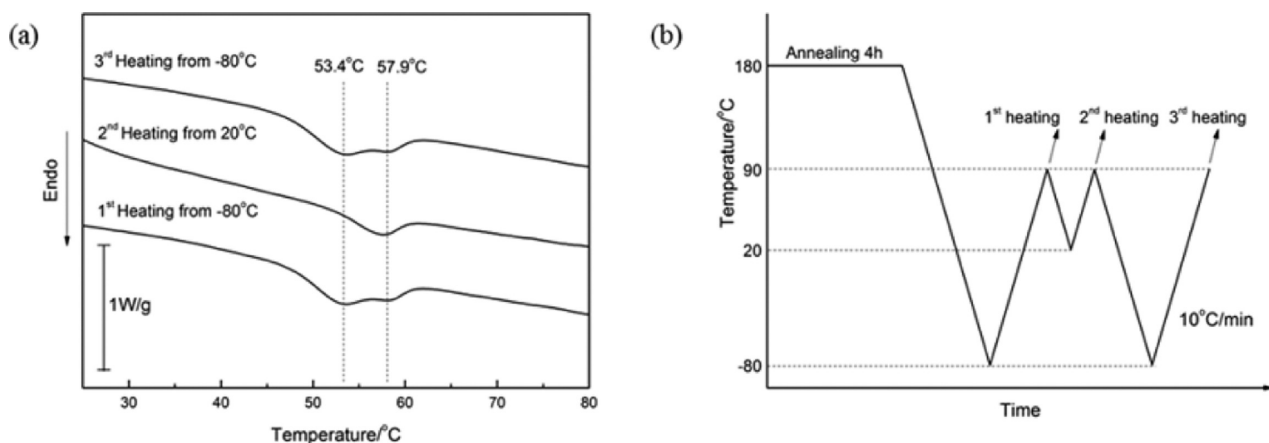 (a)
3rd Heating from -80°C
53.4°C
57.9°C
2nd Heating from 20°C
1st Heating from -80°C
Endo
1W/g
30
40
50
60
70
80
Temperature/°C
(b)
Annealing 4h
180
1st heating
2nd heating
3rd heating
90
20
-80
10°C/min
Temperature/°C
Time